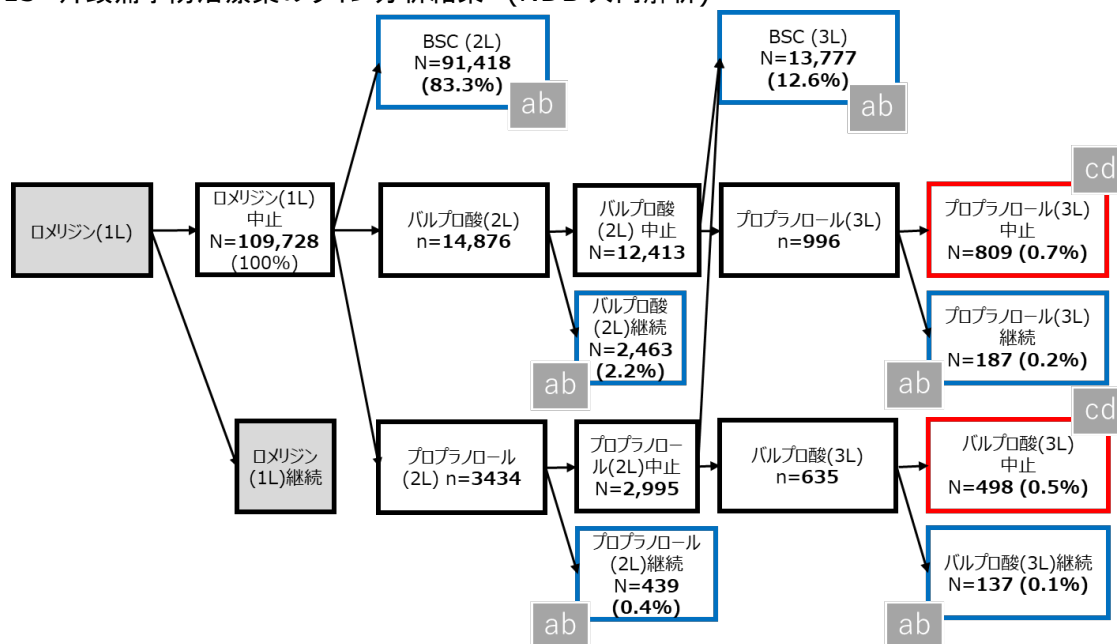 BSC (2L)
N=91,418
(83.3%)
ab
BSC (3L)
N=13,777
(12.6%)
ab
ロメリジン(1L)
ロメリジン(1L)
中止
N=109,728
(100%)
バルプロ酸(2L)
n=14,876
バルプロ酸
(2L) 中止
N=12,413
プロプラノロール(3L)
n=996
cd
プロプラノロール(3L)
中止
N=809 (0.7%)
バルプロ酸
(2L)継続
N=2,463
(2.2%)
ab
プロプラノロール(3L)
継続
N=187 (0.2%)
ab
ロメリジン
(1L)継続
プロプラノロール
(2L) n=3434
プロプラノロー
ル(2L)中止
N=2,995
バルプロ酸(3L)
n=635
cd
バルプロ酸(3L)
中止
N=498 (0.5%)
プロプラノロール
(2L)継続
N=439
(0.4%)
ab
バルプロ酸(3L)継続
N=137 (0.1%)
ab